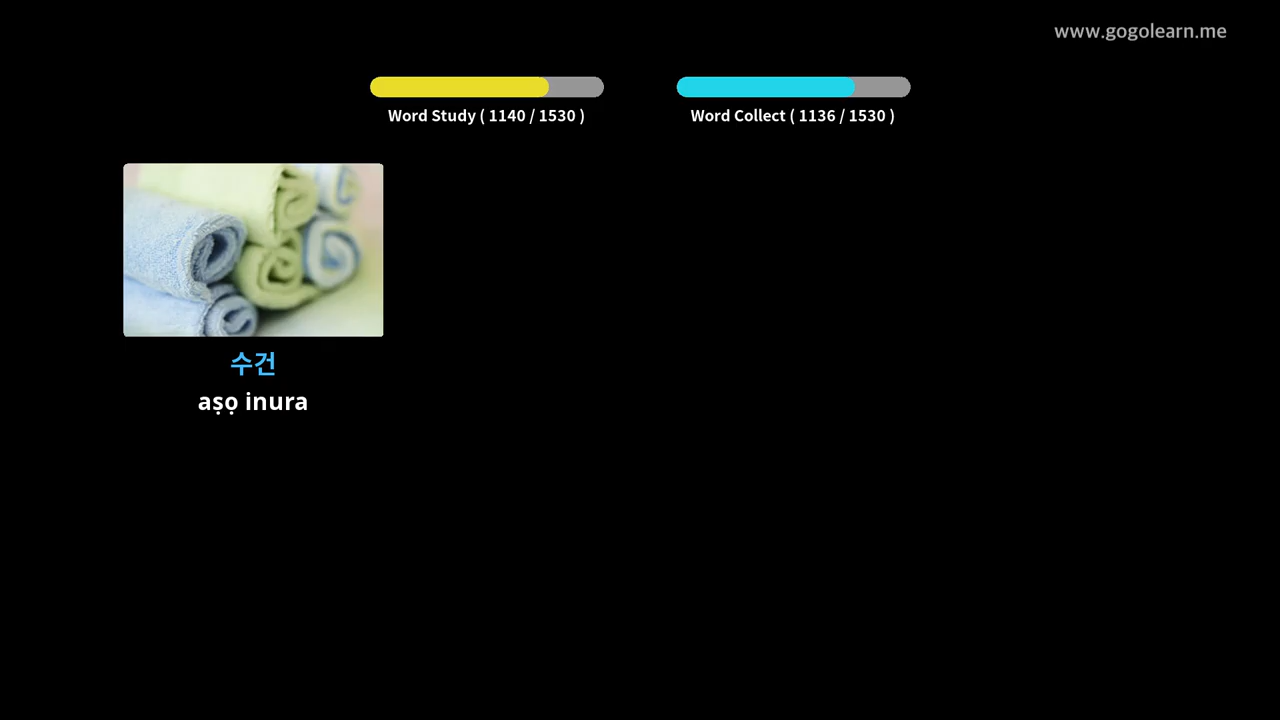 www.gogolearn.me
Word Study ( 1140 / 1530 )
Word Collect ( 1136 / 1530 )
수건
aṣọ inura